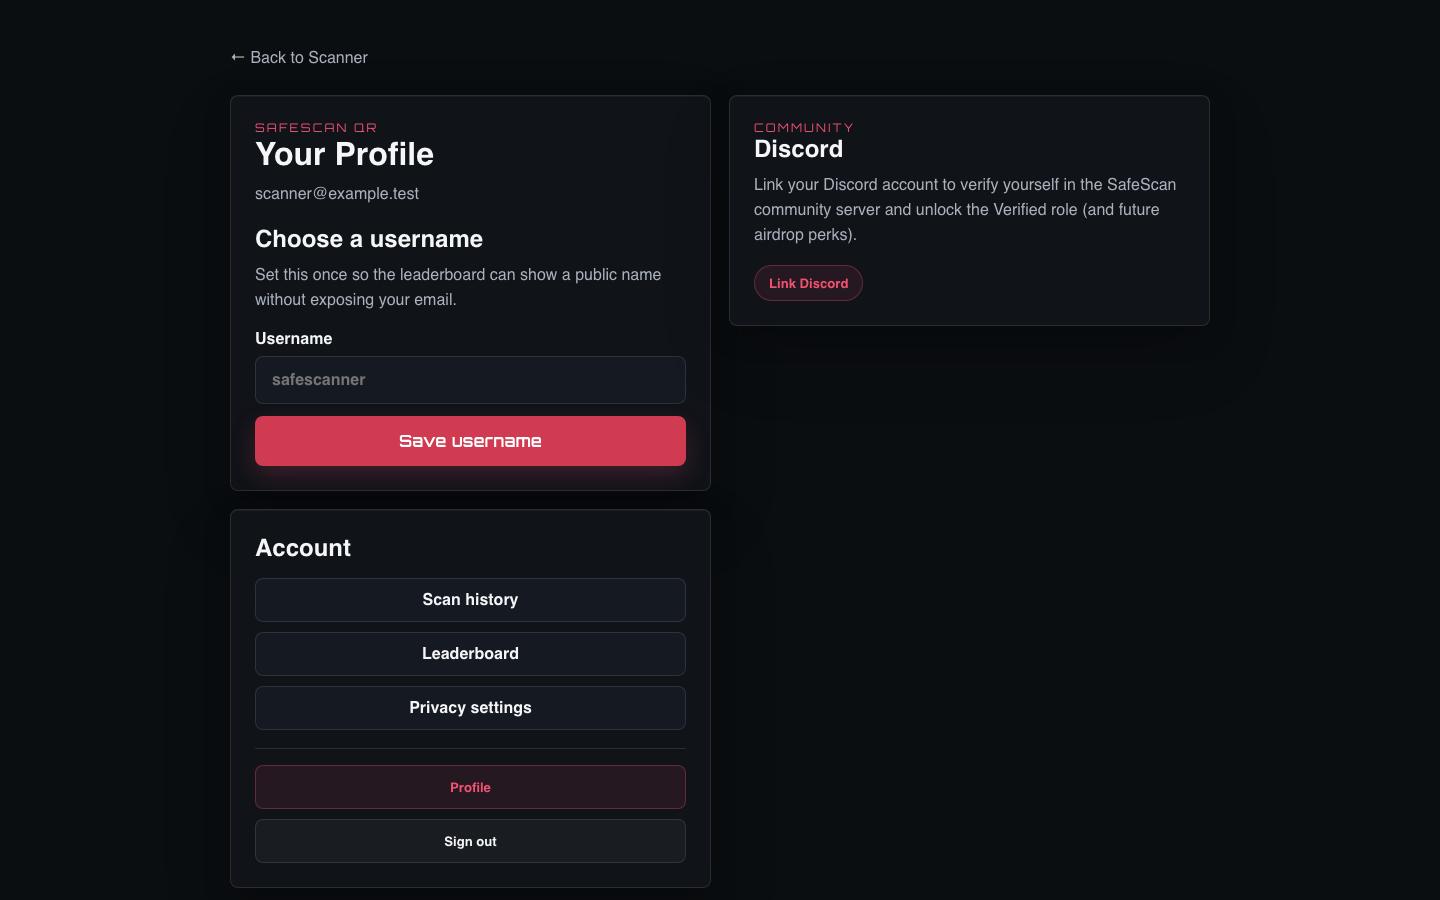 ← Back to Scanner
SAFESCAN QR
Your Profile
scanner@example.test
Choose a username
Set this once so the leaderboard can show a public name
without exposing your email.
Username
safescanner
Save username
COMMUNITY
Discord
Link your Discord account to verify yourself in the SafeScan
community server and unlock the Verified role (and future
airdrop perks).
Link Discord
Account
Scan history
Leaderboard
Privacy settings
Profile
Sign out